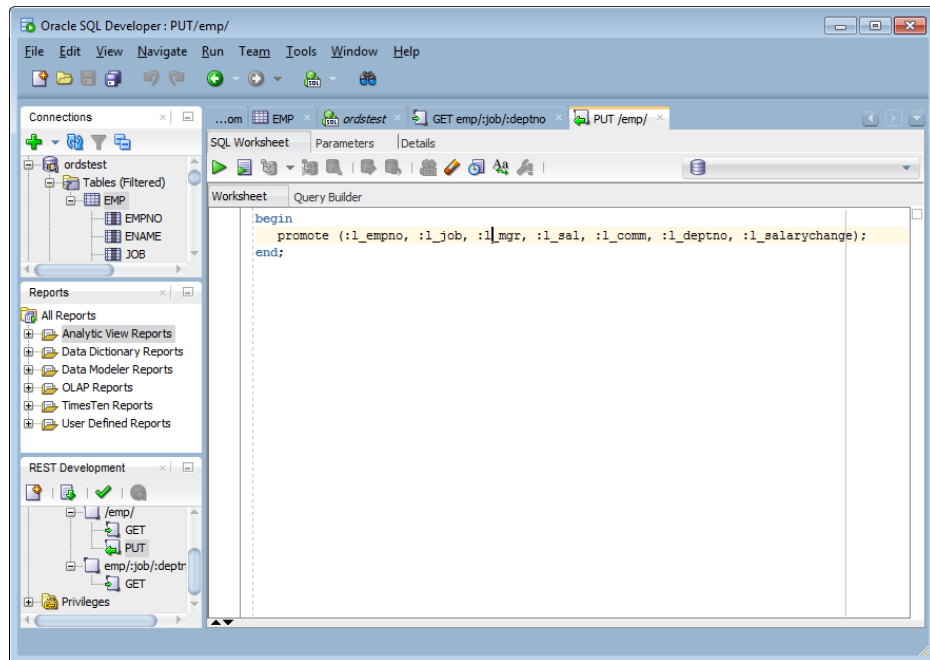 Oracle SQL Developer : PUT/emp/
File Edit View Navigate Run Team Tools Window Help
Connections
ordstest
Tables (Filtered)
EMP
EMPNO
ENAME
JOB
Reports
All Reports
Analytic View Reports
Data Dictionary Reports
Data Modeler Reports
OLAP Reports
TimesTen Reports
User Defined Reports
REST Development
/emp/
GET
PUT
emp/:job/:deptn
GET
Privileges
...om EMP ordstest GET emp/:job/:deptno PUT /emp/
SQL Worksheet Parameters Details
Worksheet Query Builder
begin
promote (:l_empno, :l_job, :l_mgr, :l_sal, :l_comm, :l_deptno, :l_salarychange);
end;